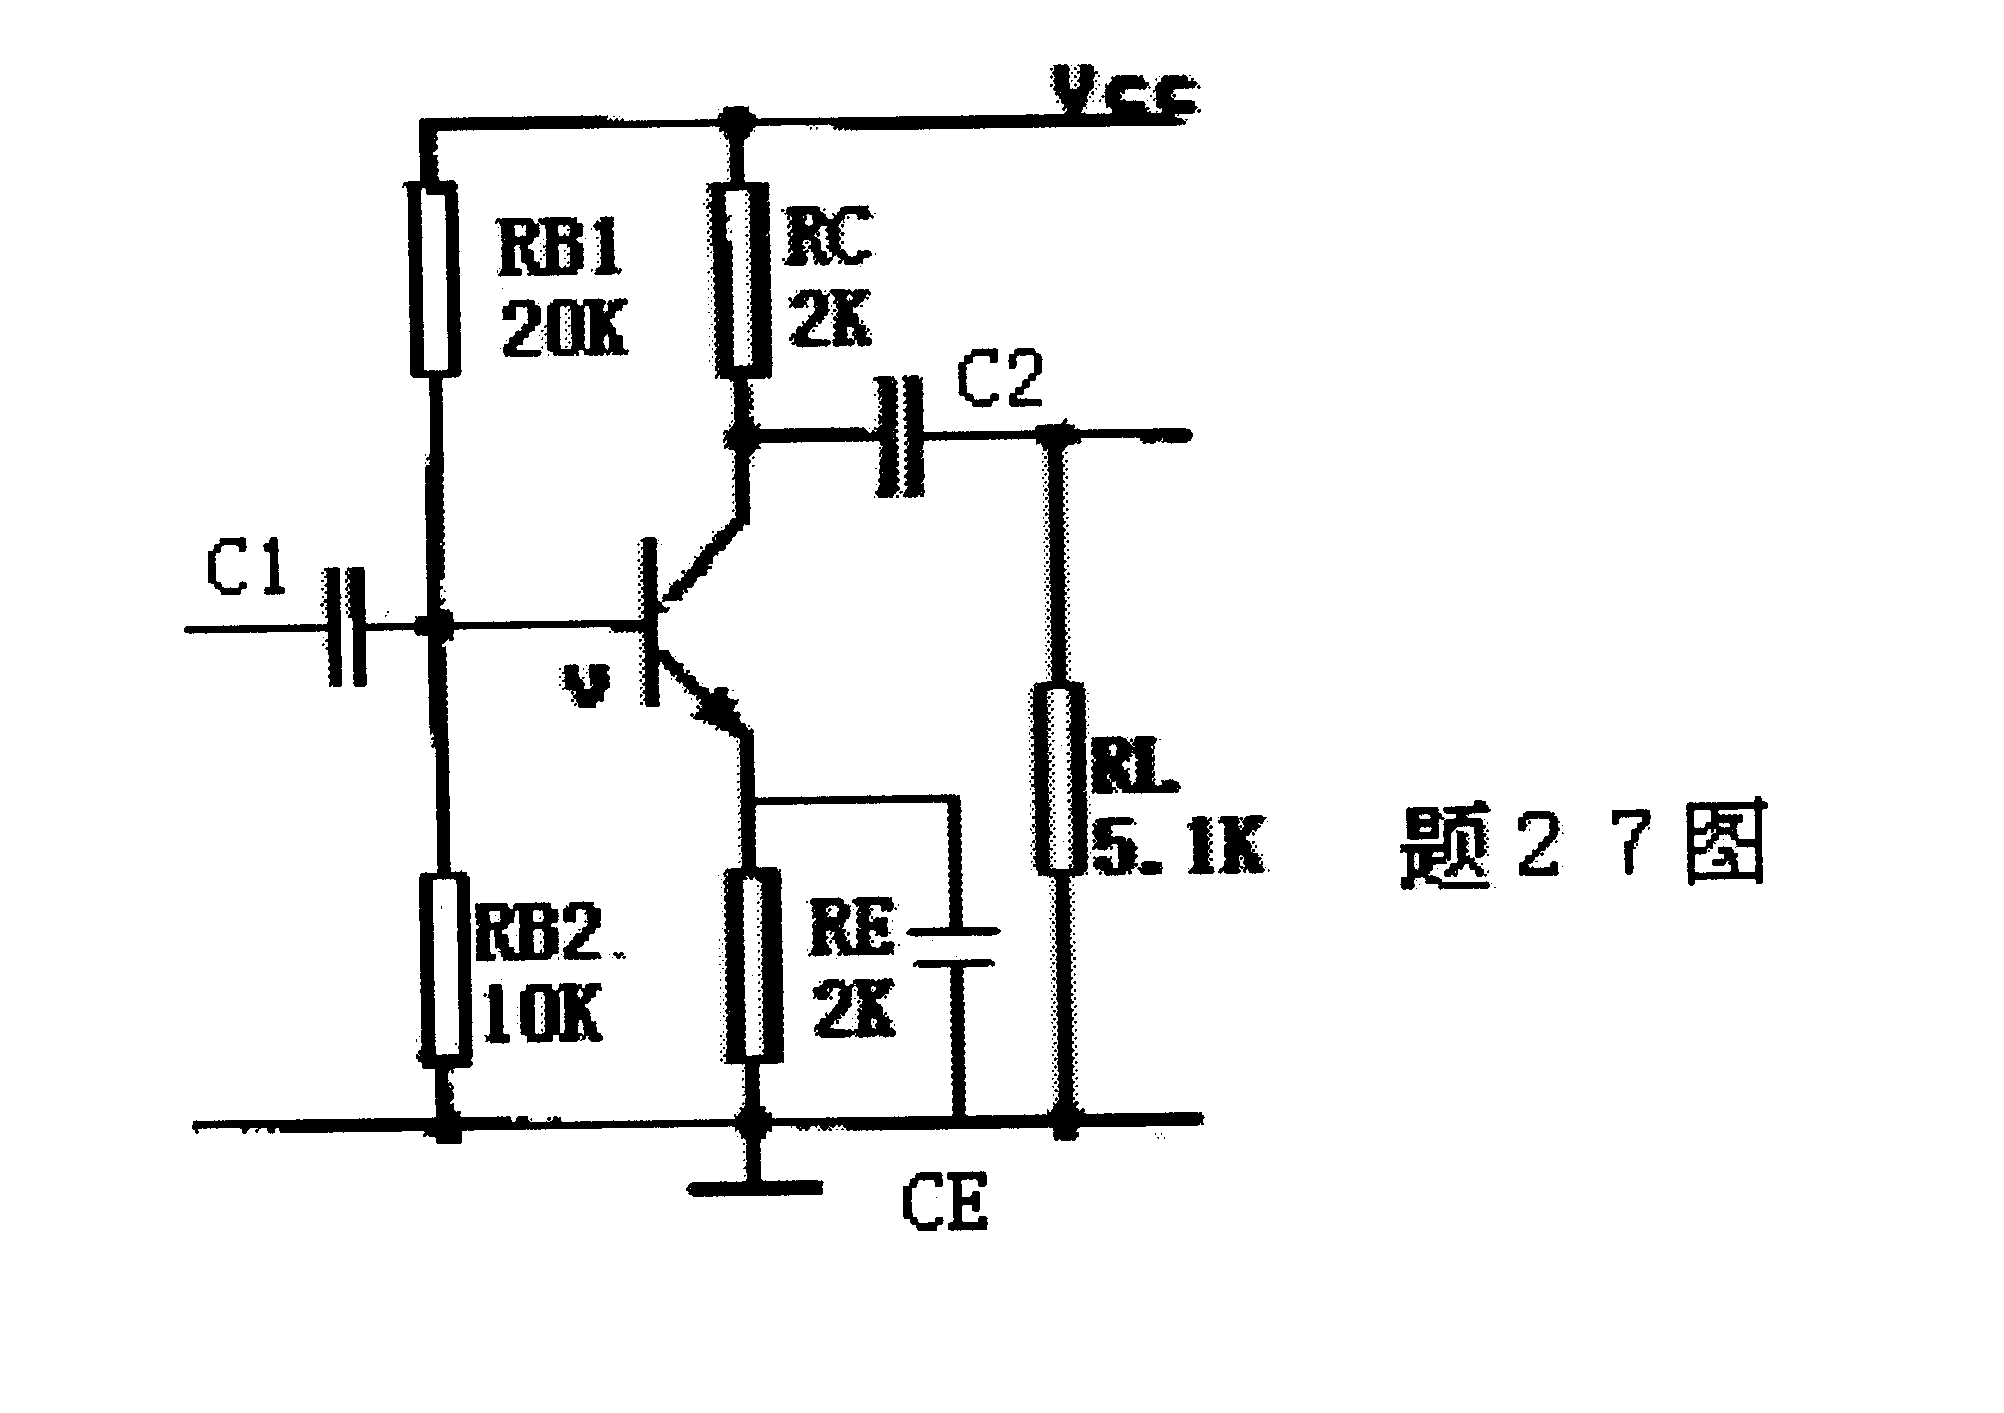 Vcc
RB1
20K
RC
2K
C2
C1
V
RL
5.1K
题27图
RB2
10K
RE
2K
CE